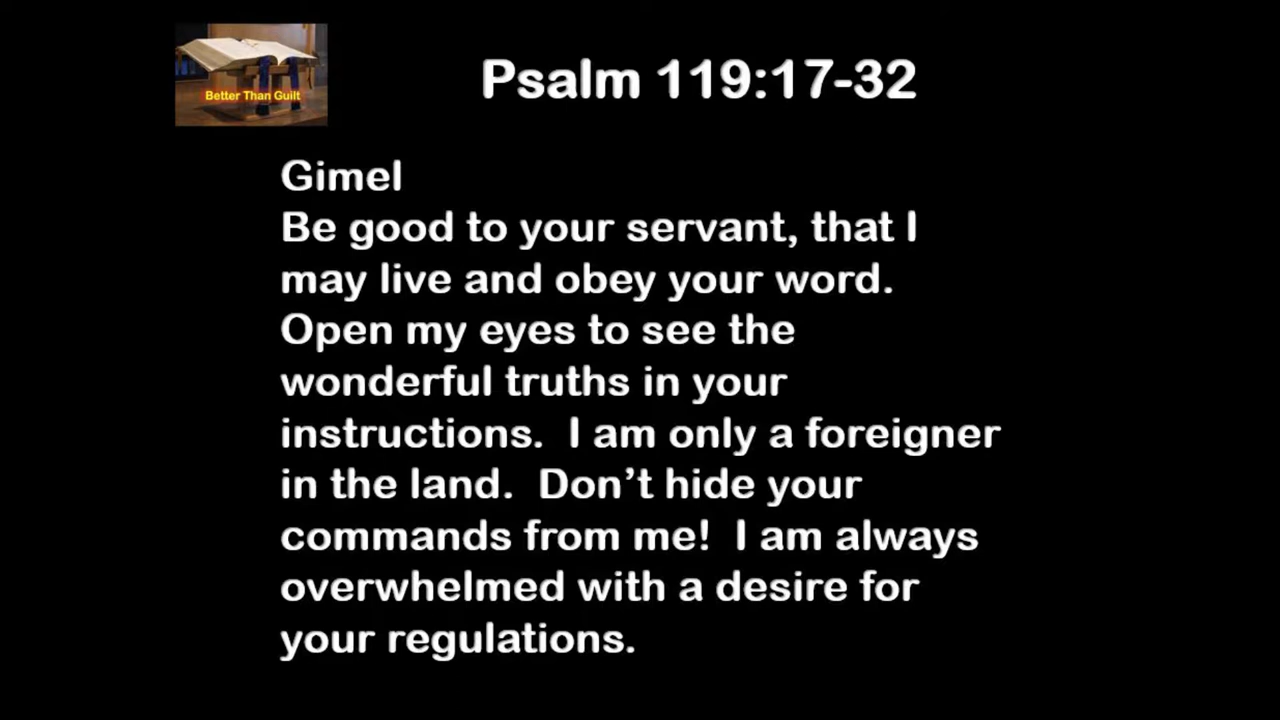 Better Than Guilt
Psalm 119:17-32
Gimel
Be good to your servant, that I
may live and obey your word.
Open my eyes to see the
wonderful truths in your
instructions.  I am only a foreigner
in the land.  Don’t hide your
commands from me!  I am always
overwhelmed with a desire for
your regulations.